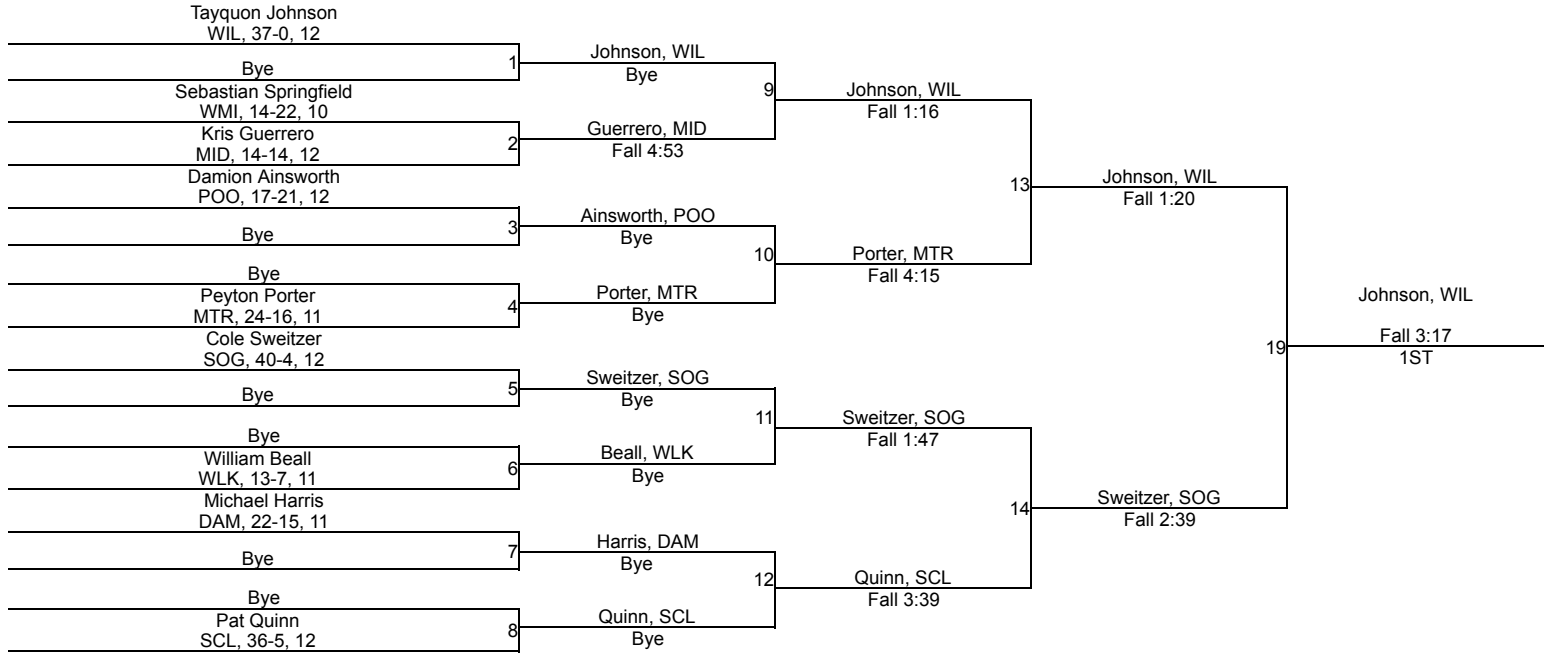 Tayquon Johnson
WIL, 37-0, 12
Bye
1
Sebastian Springfield
WMI, 14-22, 10
Kris Guerrero
MID, 14-14, 12
2
Damion Ainsworth
POO, 17-21, 12
Bye
3
Bye
Peyton Porter
MTR, 24-16, 11
4
Cole Sweitzer
SOG, 40-4, 12
Bye
5
Bye
William Beall
WLK, 13-7, 11
6
Michael Harris
DAM, 22-15, 11
Bye
7
Bye
Pat Quinn
SCL, 36-5, 12
8
Johnson, WIL
Bye
9
Guerrero, MID
Fall 4:53
Ainsworth, POO
Bye
10
Porter, MTR
Bye
Sweitzer, SOG
Bye
11
Beall, WLK
Bye
Harris, DAM
Bye
12
Quinn, SCL
Bye
Johnson, WIL
Fall 1:16
13
Porter, MTR
Fall 4:15
Sweitzer, SOG
Fall 1:47
14
Quinn, SCL
Fall 3:39
Johnson, WIL
Fall 1:20
19
Sweitzer, SOG
Fall 2:39
Johnson, WIL
Fall 3:17
1ST